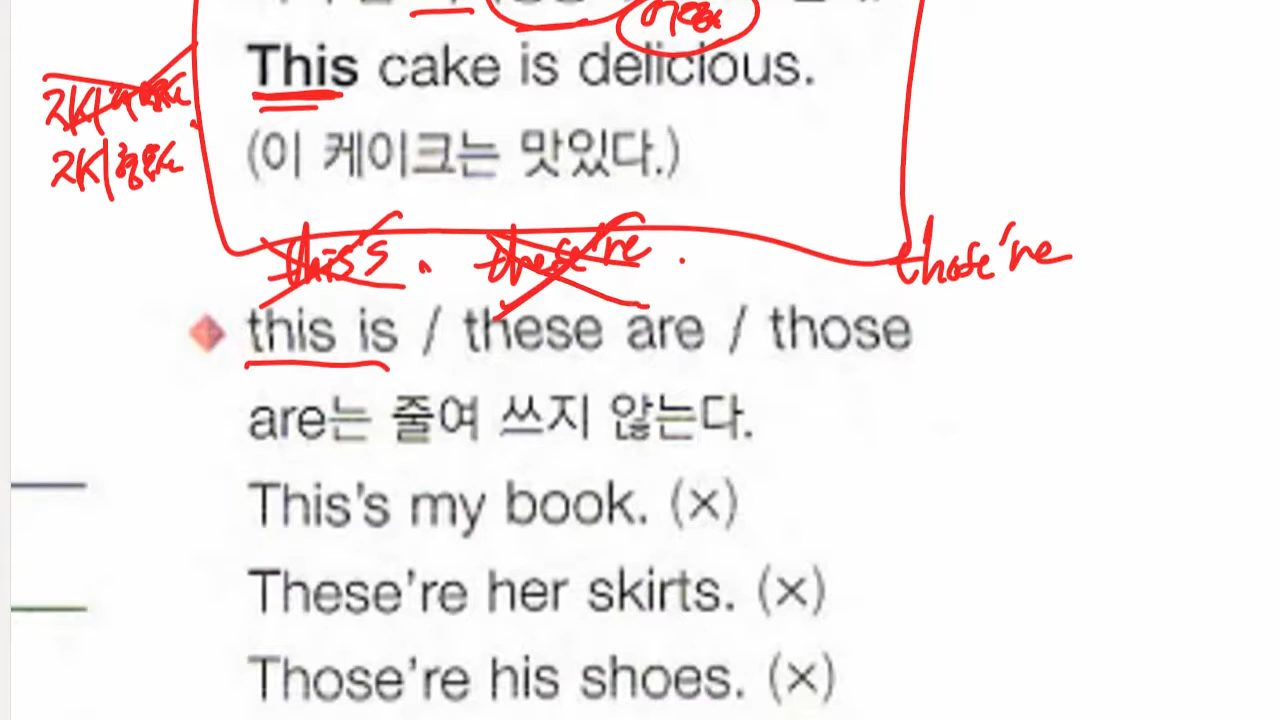 This cake is delicious.
(이 케이크는 맛있다.)
this's . these're . those're
this is / these are / those
are는 줄여 쓰지 않는다.
This's my book. (×)
These're her skirts. (×)
Those're his shoes. (×)